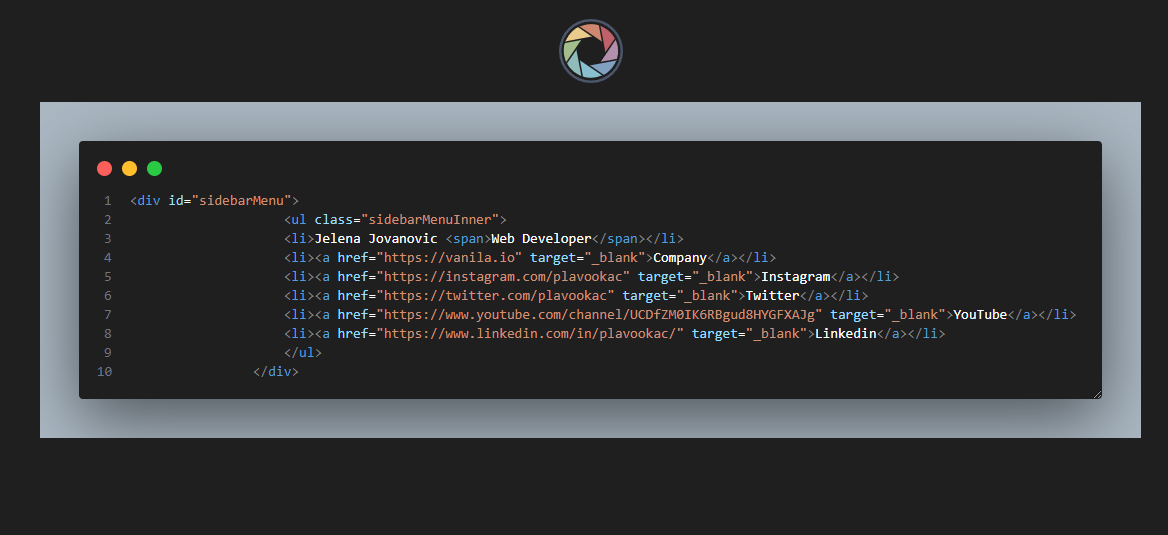 1 <div id="sidebarMenu">
2 <ul class="sidebarMenuInner">
3 <li>Jelena Jovanovic <span>Web Developer</span></li>
4 <li><a href="https://vanila.io" target="_blank">Company</a></li>
5 <li><a href="https://instagram.com/plavookac" target="_blank">Instagram</a></li>
6 <li><a href="https://twitter.com/plavookac" target="_blank">Twitter</a></li>
7 <li><a href="https://www.youtube.com/channel/UCDfZM0IK6RBgud8HYGFXAJg" target="_blank">YouTube</a></li>
8 <li><a href="https://www.linkedin.com/in/plavookac/" target="_blank">Linkedin</a></li>
9 </ul>
10 </div>